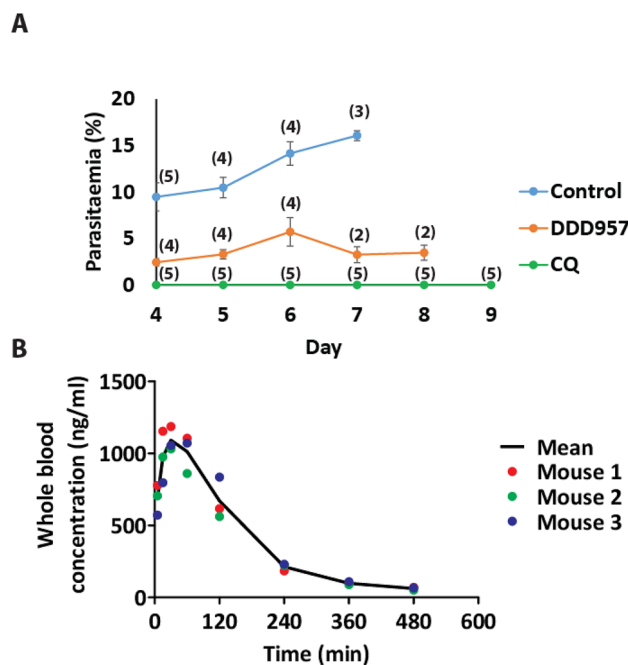 A
Parasitaemia (%)
20
15
10
5
0
(5)
(4)
(4)
(3)
(4)
(4)
(4)
(2)
(2)
(5)
(5)
(5)
(5)
(5)
(5)
4 5 6 7 8 9
Day
Control
DDD957
CQ
B
Whole blood
concentration (ng/ml)
1500
1000
500
0
0 120 240 360 480 600
Time (min)
Mean
Mouse 1
Mouse 2
Mouse 3